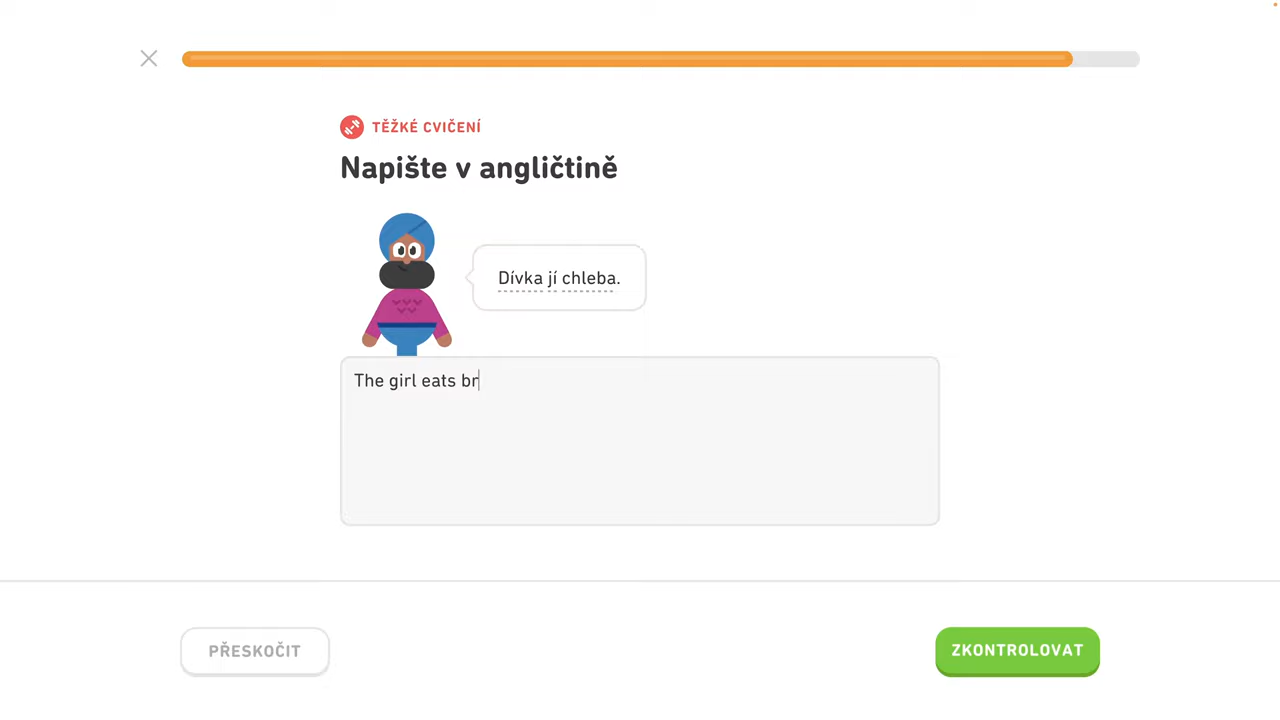 TĚŽKÉ CVIČENÍ
Napište v angličtině
Dívka jí chleba.
The girl eats br
PŘESKOČIT
ZKONTROLOVAT